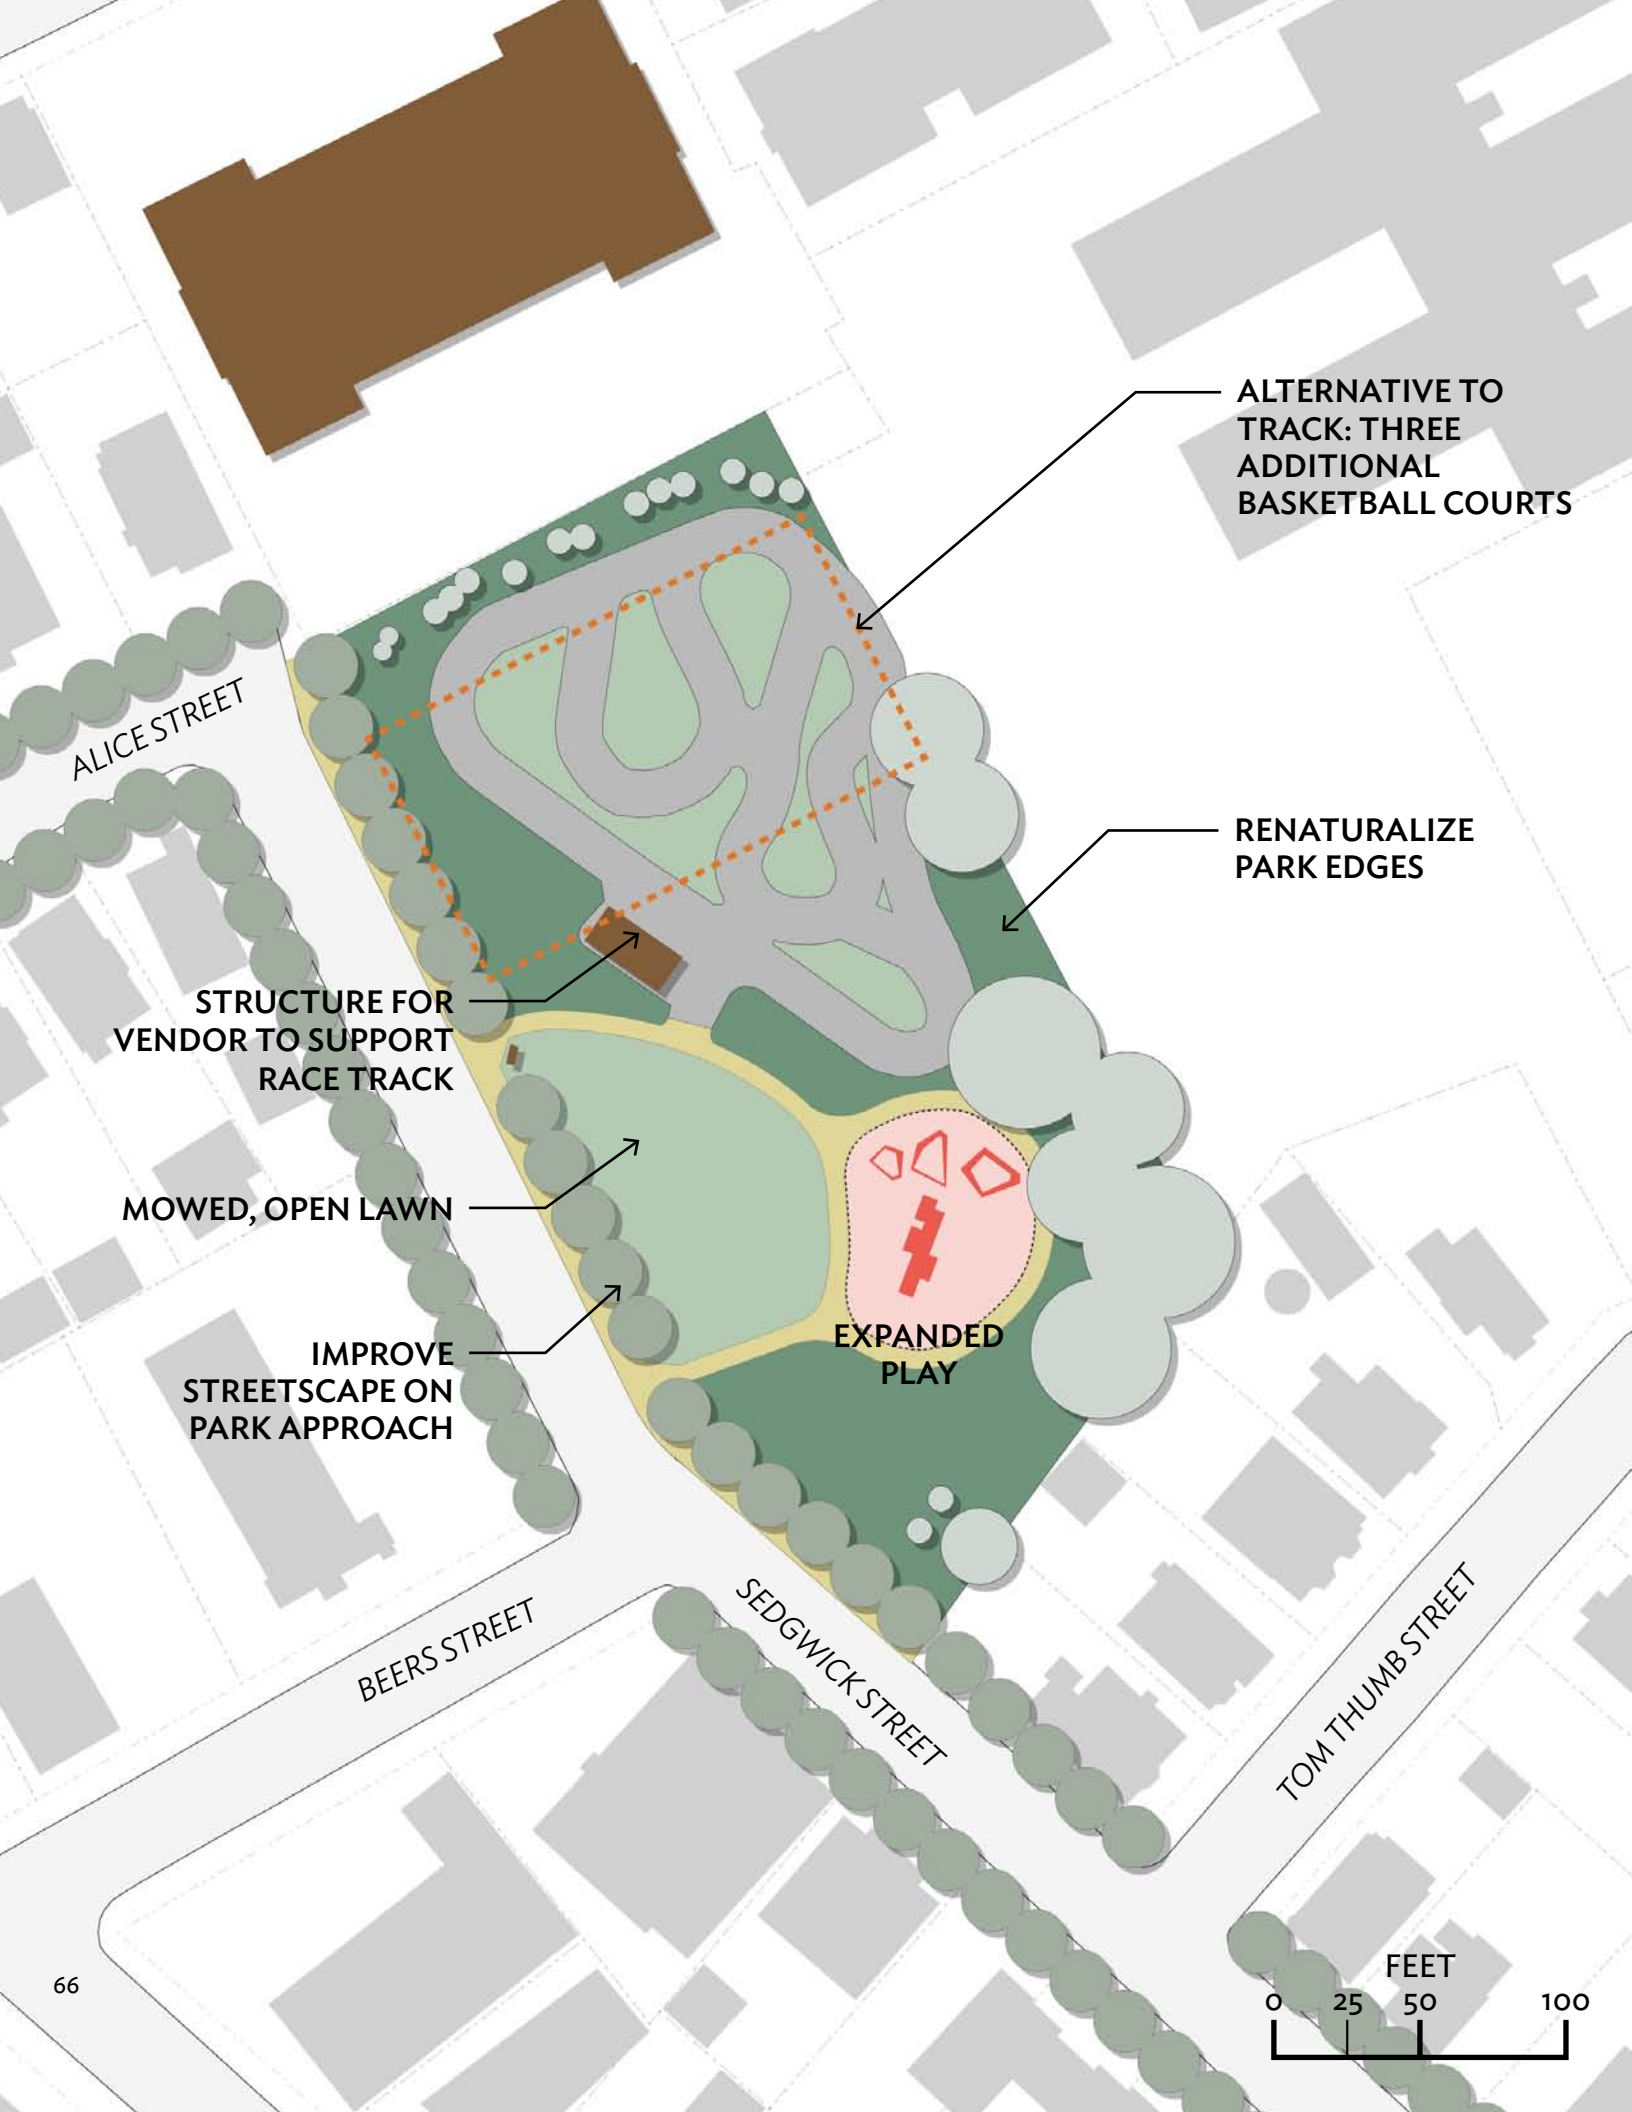 ALTERNATIVE TO
TRACK: THREE
ADDITIONAL
BASKETBALL COURTS
ALICE STREET
RENATURALIZE
PARK EDGES
STRUCTURE FOR
VENDOR TO SUPPORT
RACE TRACK
MOWED, OPEN LAWN
EXPANDED
PLAY
IMPROVE
STREETSCAPE ON
PARK APPROACH
BEERS STREET
SEDGWICK STREET
TOM THUMB STREET
66
FEET
0 25 50 100